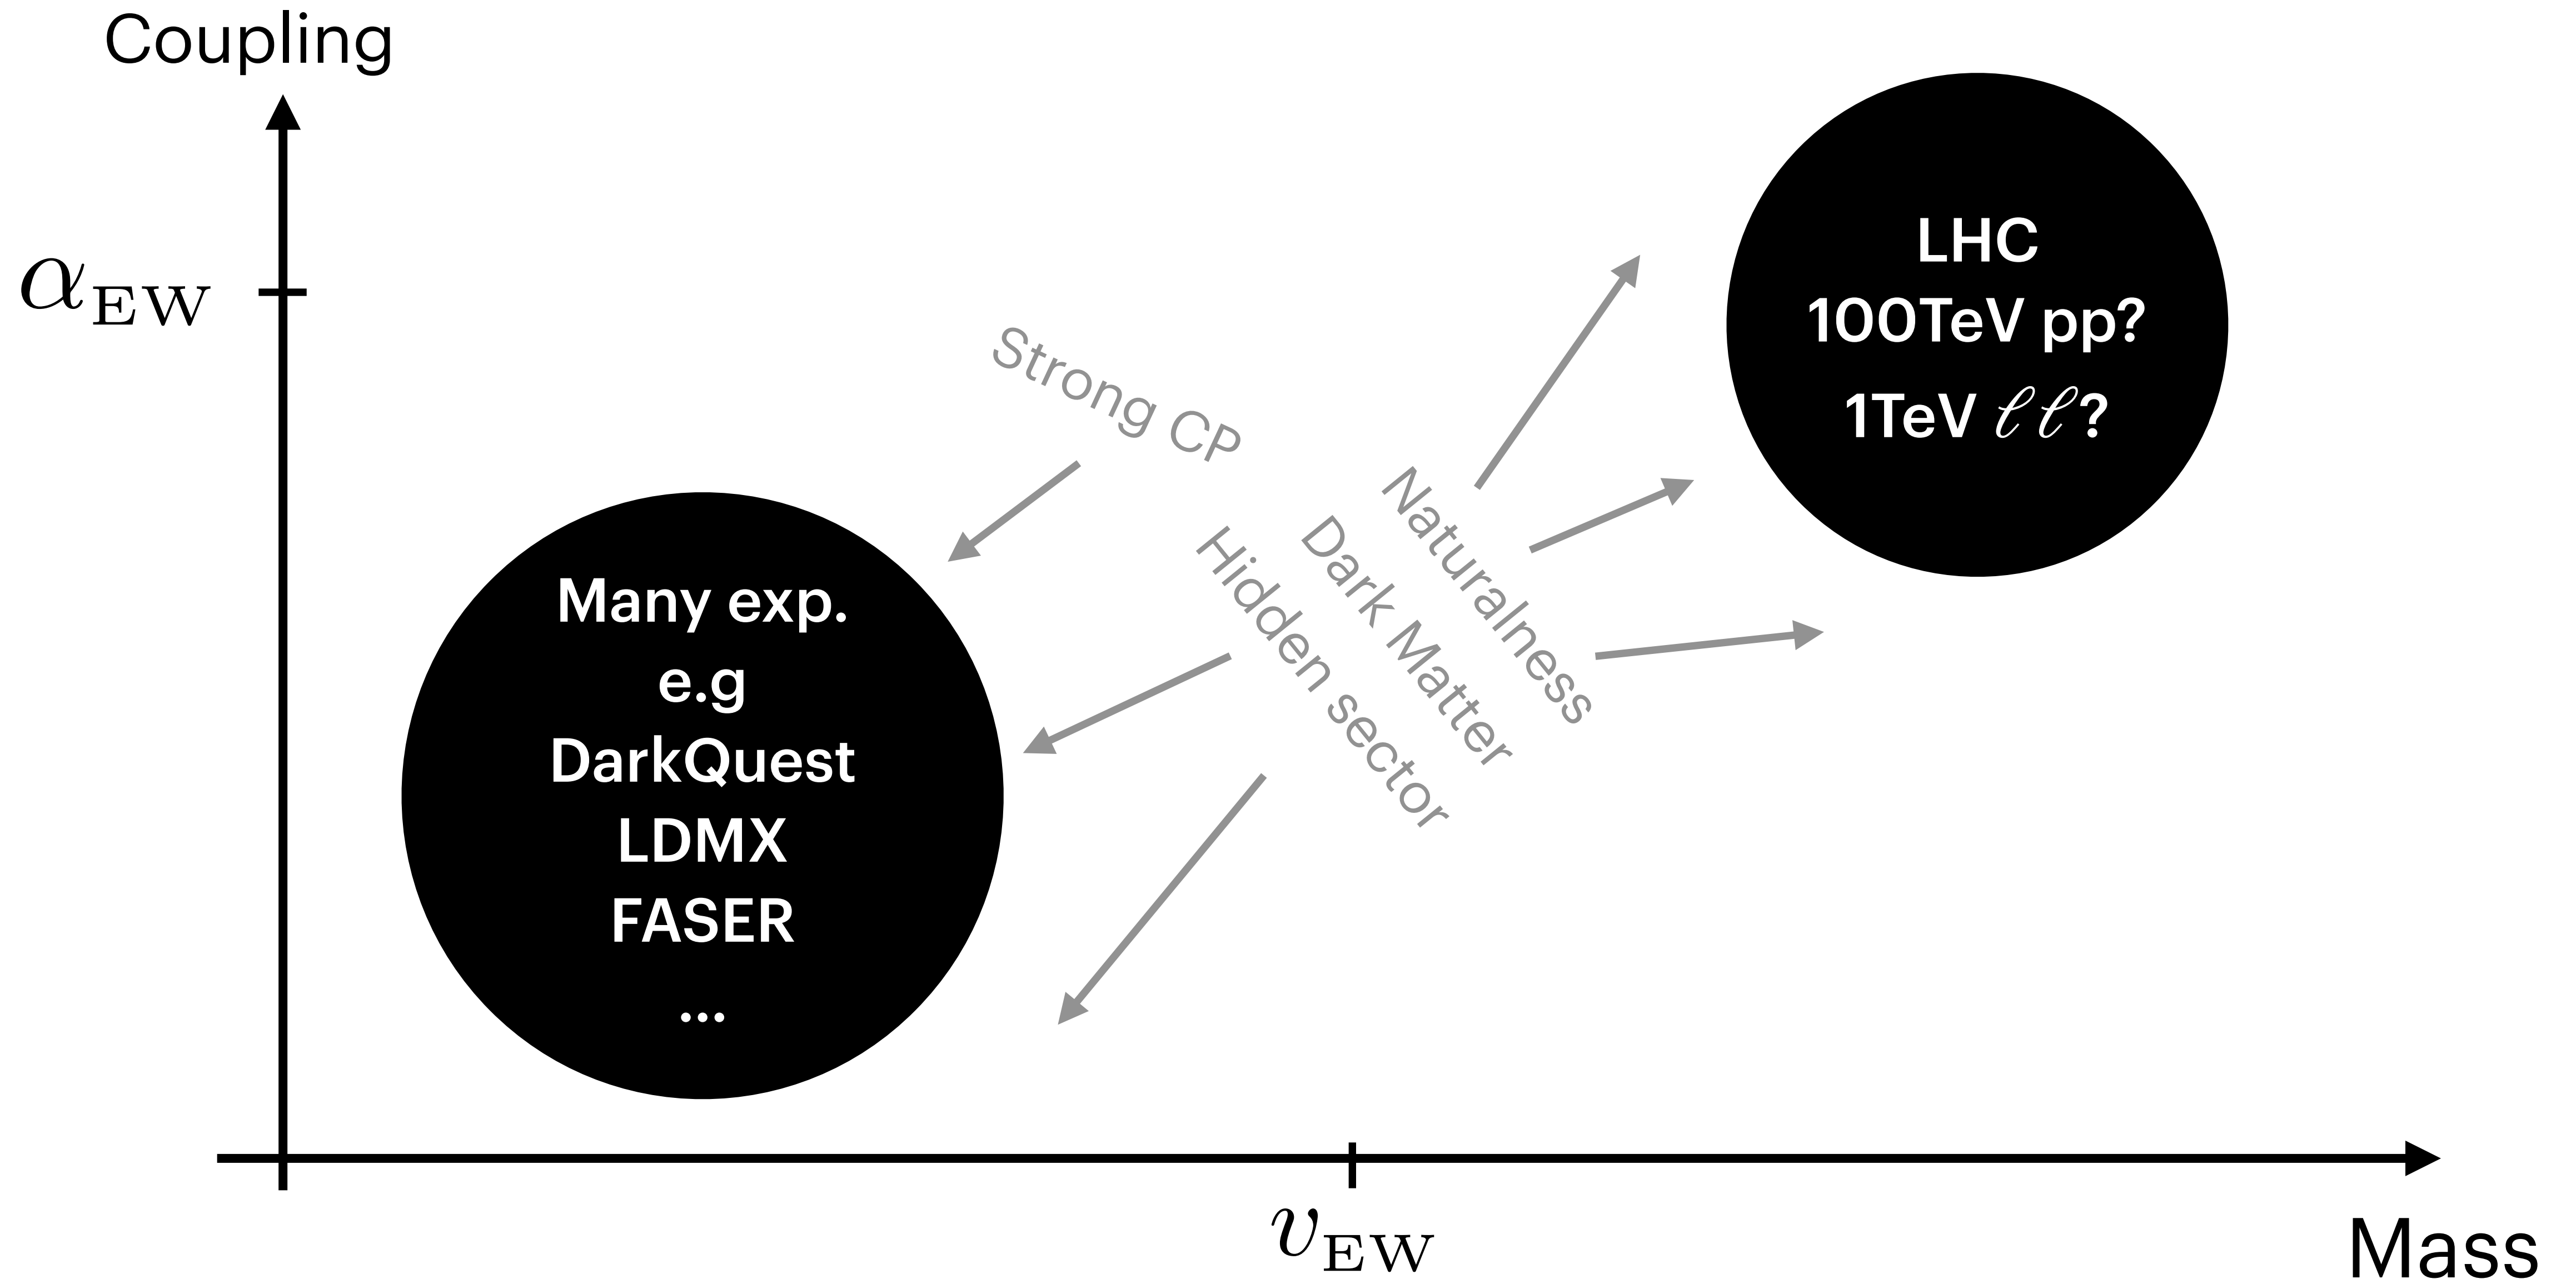 Coupling
α_EW
LHC
100TeV pp?
1TeV ℓℓ?
Strong CP
Naturalness
Dark Matter
Hidden sector
Many exp.
e.g
DarkQuest
LDMX
FASER
...
v_EW
Mass